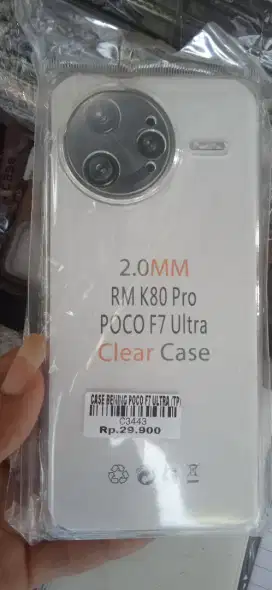 2.0MM
RM K80 Pro
POCO F7 Ultra
Clear Case
CASE BENING POCO F7 ULTRA (TP
C3443
Rp.29.900